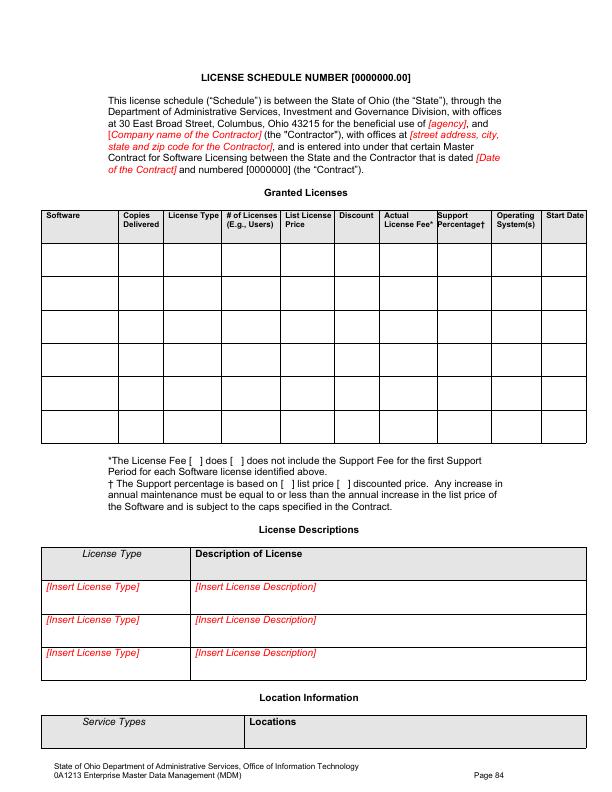 LICENSE SCHEDULE NUMBER [0000000.00]
This license schedule (“Schedule”) is between the State of Ohio (the “State”), through the
Department of Administrative Services, Investment and Governance Division, with offices
at 30 East Broad Street, Columbus, Ohio 43215 for the beneficial use of [agency], and
[Company name of the Contractor] (the "Contractor"), with offices at [street address, city,
state and zip code for the Contractor], and is entered into under that certain Master
Contract for Software Licensing between the State and the Contractor that is dated [Date
of the Contract] and numbered [0000000] (the “Contract”).
Granted Licenses
Software Copies License Type # of Licenses List License Discount Actual Support Operating Start Date
Delivered (E.g., Users) Price License Fee* Percentage† System(s)
*The License Fee [ ] does [ ] does not include the Support Fee for the first Support
Period for each Software license identified above.
† The Support percentage is based on [ ] list price [ ] discounted price. Any increase in
annual maintenance must be equal to or less than the annual increase in the list price of
the Software and is subject to the caps specified in the Contract.
License Descriptions
License Type Description of License
[Insert License Type] [Insert License Description]
[Insert License Type] [Insert License Description]
[Insert License Type] [Insert License Description]
Location Information
Service Types Locations
State of Ohio Department of Administrative Services, Office of Information Technology
0A1213 Enterprise Master Data Management (MDM) Page 84